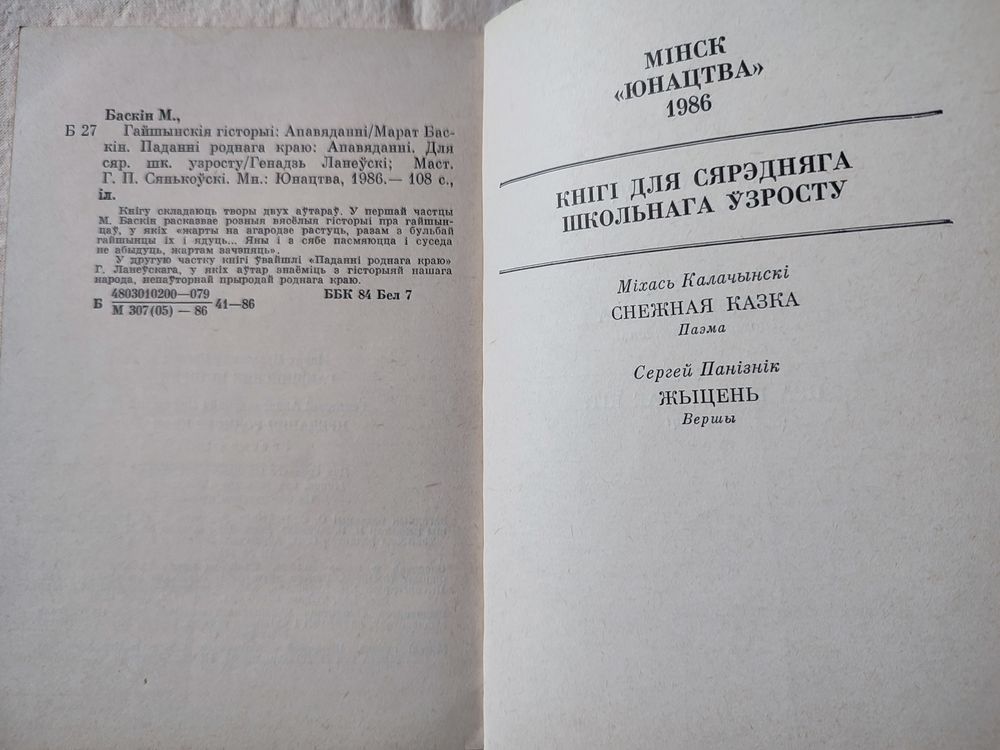 Баскін М.,
Б 27 Гайшынскія гісторыі: Апавяданні/Марат Бас-
кін. Паданні роднага краю: Апавяданні. Для
сяр. шк. узросту/Генадзь Ланеўскі; Маст.
Г. П. Сянькоўскі. Мн.: Юнацтва, 1986.— 108 с.,
іл.
Кнігу складаюць творы двух аўтараў. У першай частцы
М. Баскін расказвае розныя вясёлыя гісторыі пра гайшын-
цаў, у якіх «жарты на агародзе растуць, разам з бульбай
гайшынцы іх і ядуць... Яны і з сябе пасмяюцца і суседа
не абыдуць, жартам зачэпяць».
У другую частку кнігі ўвайшлі «Паданні роднага краю»
Г. Ланеўскага, у якіх аўтар знаёміць з гісторыяй нашага
народа, непаўторнай прыродай роднага краю.
Б 4803010200—079 41—86 ББК 84 Бел 7
М 307(05) — 86
МІНСК
«ЮНАЦТВА»
1986
КНІГІ ДЛЯ СЯРЭДНЯГА
ШКОЛЬНАГА ЎЗРОСТУ
Міхась Калачынскі
СНЕЖНАЯ КАЗКА
Паэма
Сергей Панізнік
ЖЫЦЕНЬ
Вершы